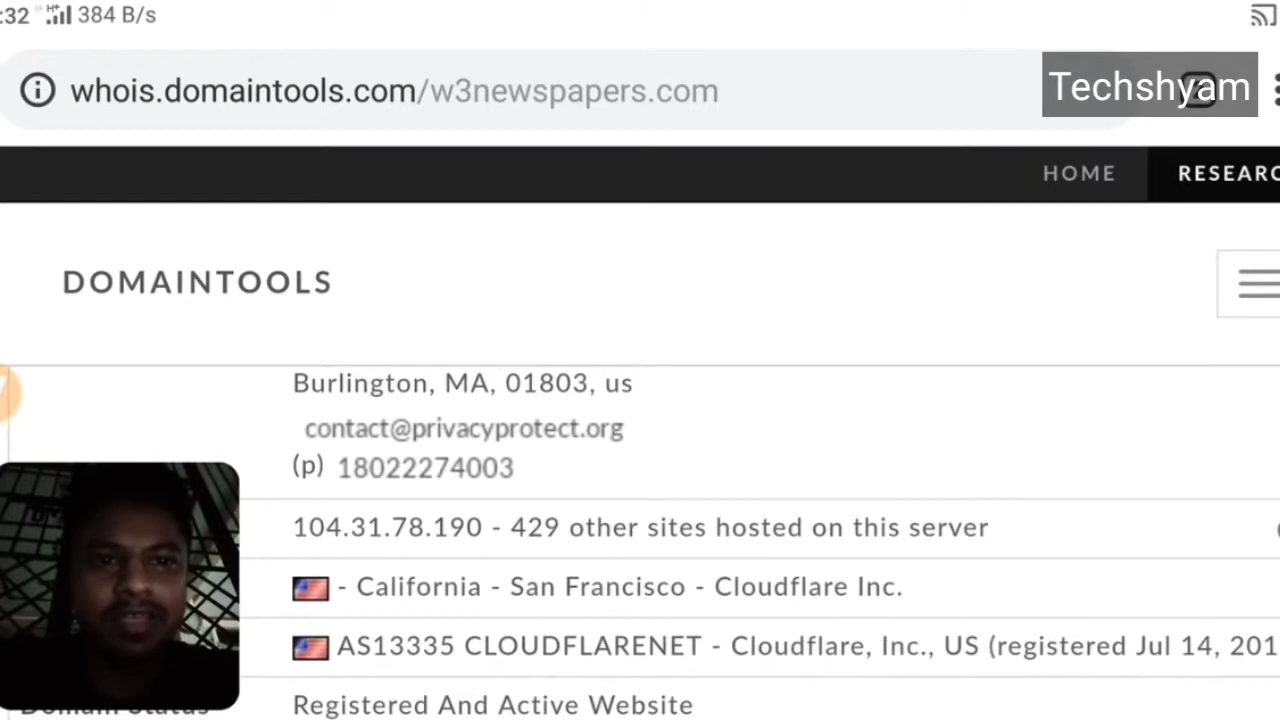 :32 H+ 384 B/s
whois.domaintools.com/w3newspapers.com
Techshyam
HOME RESEARC
DOMAINTOOLS
Burlington, MA, 01803, us
contact@privacyprotect.org
(p) 18022274003
104.31.78.190 - 429 other sites hosted on this server
- California - San Francisco - Cloudflare Inc.
AS13335 CLOUDFLARENET - Cloudflare, Inc., US (registered Jul 14, 201
Domain Status Registered And Active Website